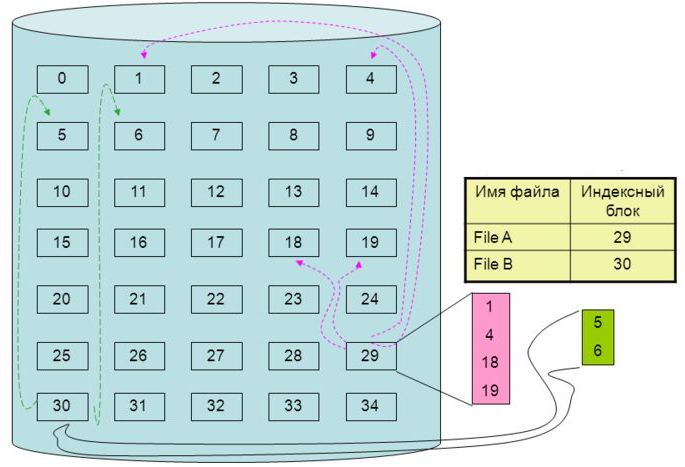 0 1 2 3 4
5 6 7 8 9
10 11 12 13 14
15 16 17 18 19
20 21 22 23 24
25 26 27 28 29
30 31 32 33 34
Имя файла Индексный
блок
File A 29
File B 30
1
4
18
19
5
6